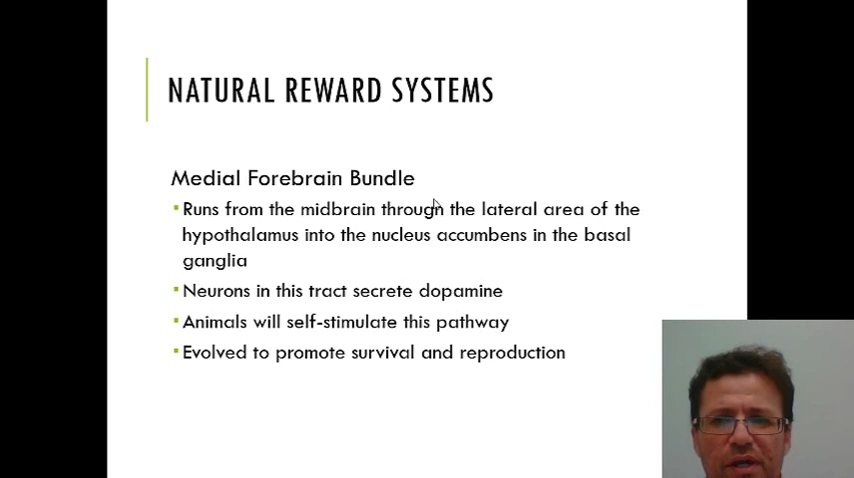 NATURAL REWARD SYSTEMS
Medial Forebrain Bundle
▪Runs from the midbrain through the lateral area of the
hypothalamus into the nucleus accumbens in the basal
ganglia
▪Neurons in this tract secrete dopamine
▪Animals will self-stimulate this pathway
▪Evolved to promote survival and reproduction